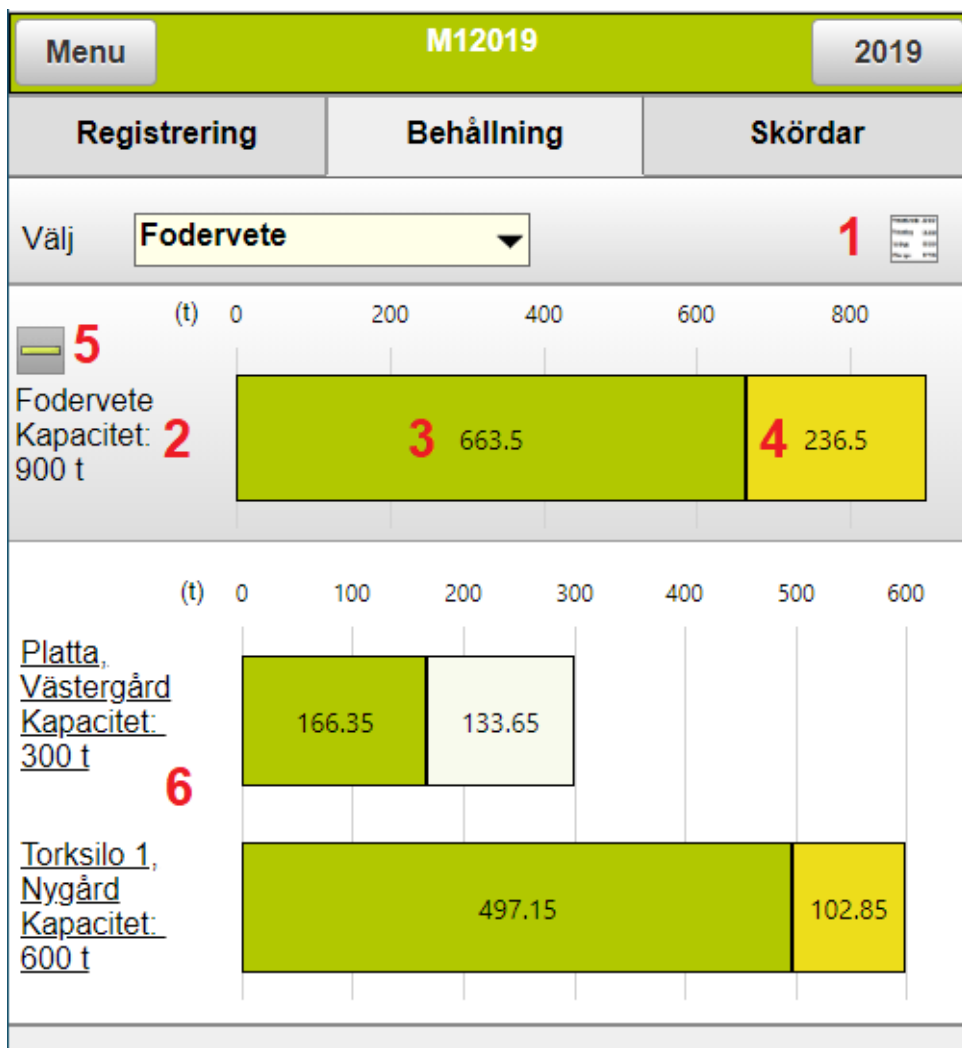 Menu M12019 2019
Registrering Behållning Skördar
Välj Fodervete 1
(t) 0 200 400 600 800
5
Fodervete
Kapacitet: 2
900 t
3 663.5 4 236.5
(t) 0 100 200 300 400 500 600
Platta,
Västergård
Kapacitet:
300 t
166.35 133.65
6
Torksilo 1,
Nygård
Kapacitet:
600 t
497.15 102.85